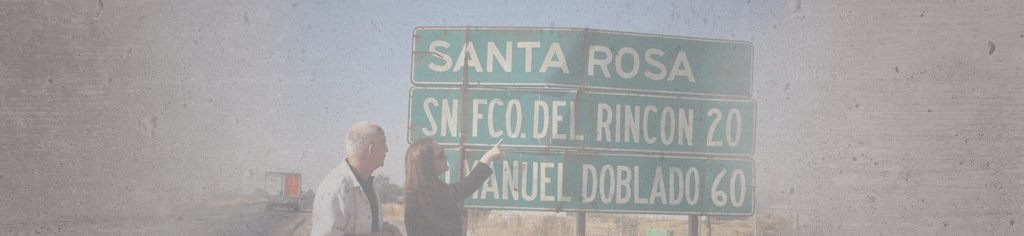 SANTA ROSA
SN. FCO. DEL RINCON 20
MANUEL DOBLADO 60